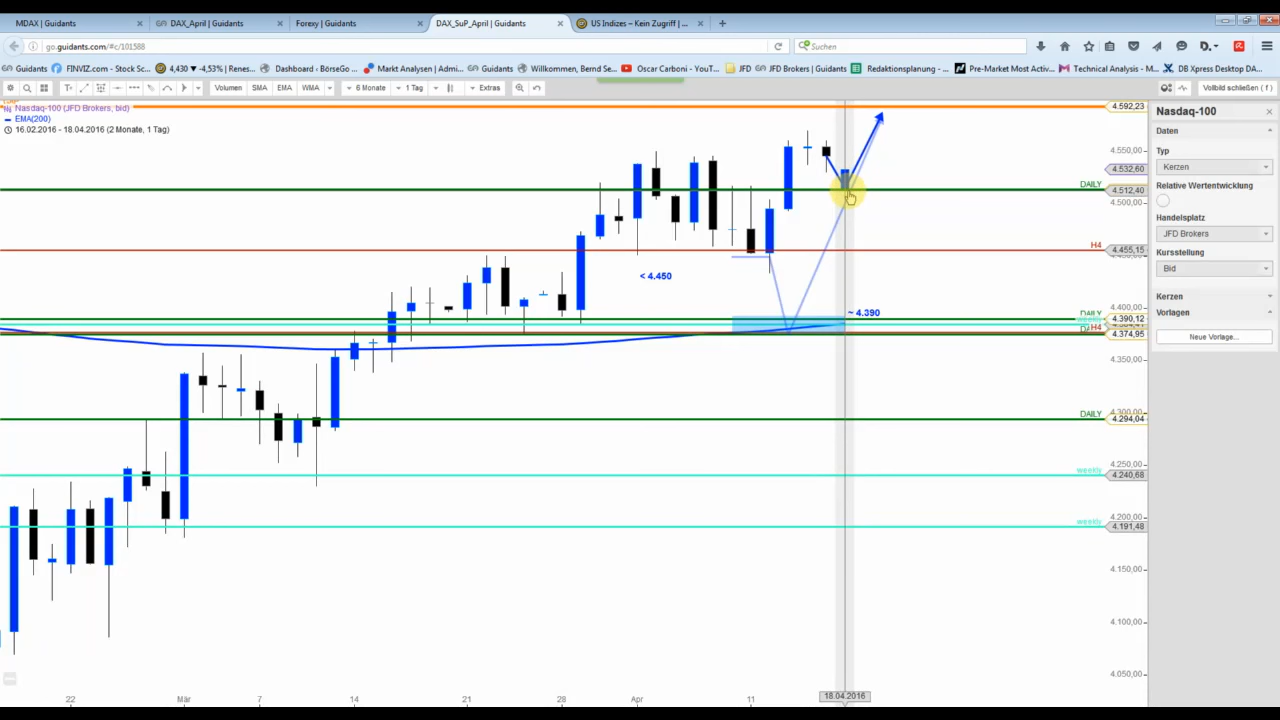 MDAX | Guidants
DAX_April | Guidants
Forexy | Guidants
DAX_SuP_April | Guidants
US Indizes – Kein Zugriff | ...
go.guidants.com/#c/101588
Suchen
Guidants
FINVIZ.com - Stock Sc...
4,430 ▾ -4,53% | Renes...
Dashboard - BörseGo ...
Markt Analysen | Admi...
Guidants
Willkommen, Bernd Se...
Oscar Carboni - YouT...
JFD
JFD Brokers | Guidants
Redaktionsplanung - ...
Pre-Market Most Activ...
Technical Analysis - M...
DB Xpress Desktop DA...
Volumen
SMA
EMA
WMA
6 Monate
1 Tag
Extras
Vollbild schließen ( f )
Nasdaq-100 (JFD Brokers, bid)
EMA(200)
16.02.2016 - 18.04.2016 (2 Monate, 1 Tag)
4.592,23
4.550,00
4.532,60
DAILY
4.512,40
4.500,00
H4
4.455,15
< 4.450
4.400,00
~ 4.390
4.390,12
H4
4.374,95
4.350,00
DAILY
4.294,04
4.250,00
weekly
4.240,68
4.200,00
weekly
4.191,48
4.150,00
4.100,00
4.050,00
22
Mär
7
14
21
28
Apr
11
18.04.2016
Nasdaq-100
Daten
Typ
Kerzen
Relative Wertentwicklung
Handelsplatz
JFD Brokers
Kursstellung
Bid
Kerzen
Vorlagen
Neue Vorlage...